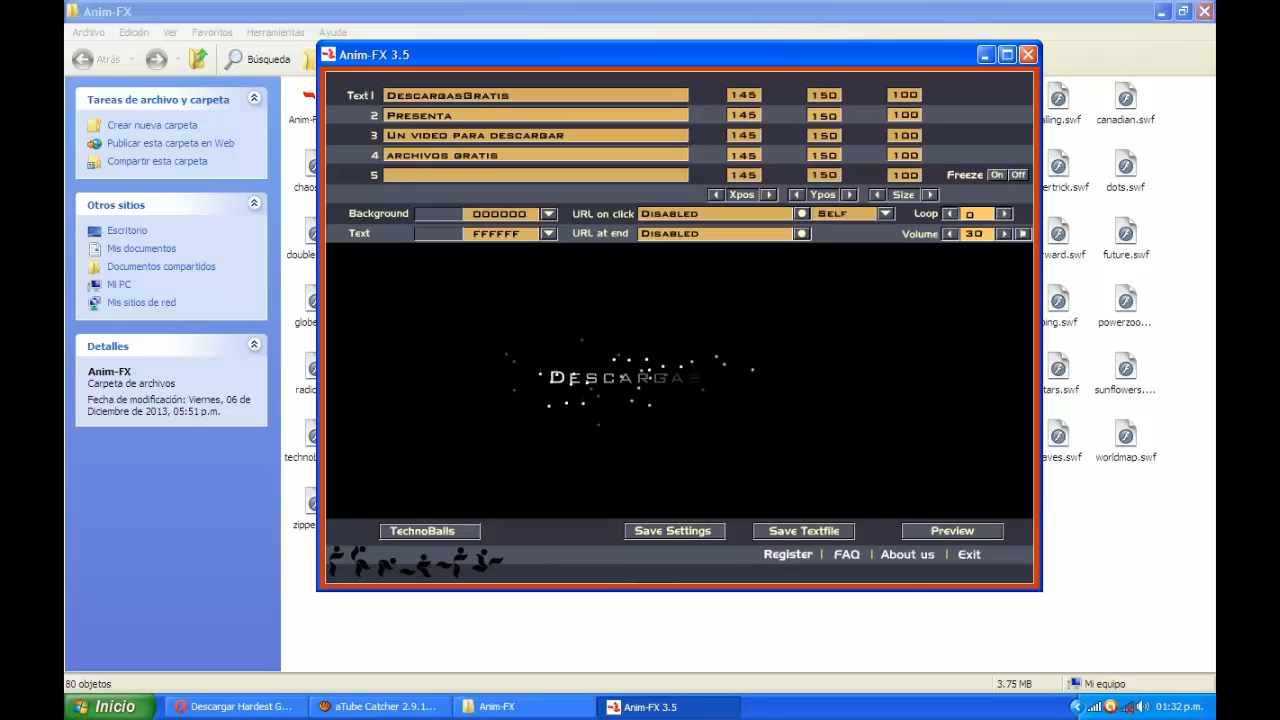 Anim-FX
Archivo Edición Ver Favoritos Herramientas Ayuda
Atrás Búsqueda
Tareas de archivo y carpeta
Crear nueva carpeta
Publicar esta carpeta en Web
Compartir esta carpeta
Otros sitios
Escritorio
Mis documentos
Documentos compartidos
Mi PC
Mis sitios de red
Detalles
Anim-FX
Carpeta de archivos
Fecha de modificación: Viernes, 06 de
Diciembre de 2013, 05:51 p.m.
Anim-FX 3.5
Text 1 DescargasGratis 145 150 100
2 Presenta 145 150 100
3 Un video para descargar 145 150 100
4 archivos gratis 145 150 100
5 145 150 100 Freeze On Off
Xpos Ypos Size
Background 000000 URL on click Disabled Self Loop 0
Text FFFFFF URL at end Disabled Volume 30
Descargas
TechnoBalls Save Settings Save Textfile Preview
Register | FAQ | About us | Exit
canadian.swf
dots.swf
future.swf
powerzoo...
sunflowers....
worldmap.swf
80 objetos 3.75 MB Mi equipo
Inicio Descargar Hardest G... aTube Catcher 2.9.1... Anim-FX Anim-FX 3.5 01:32 p.m.